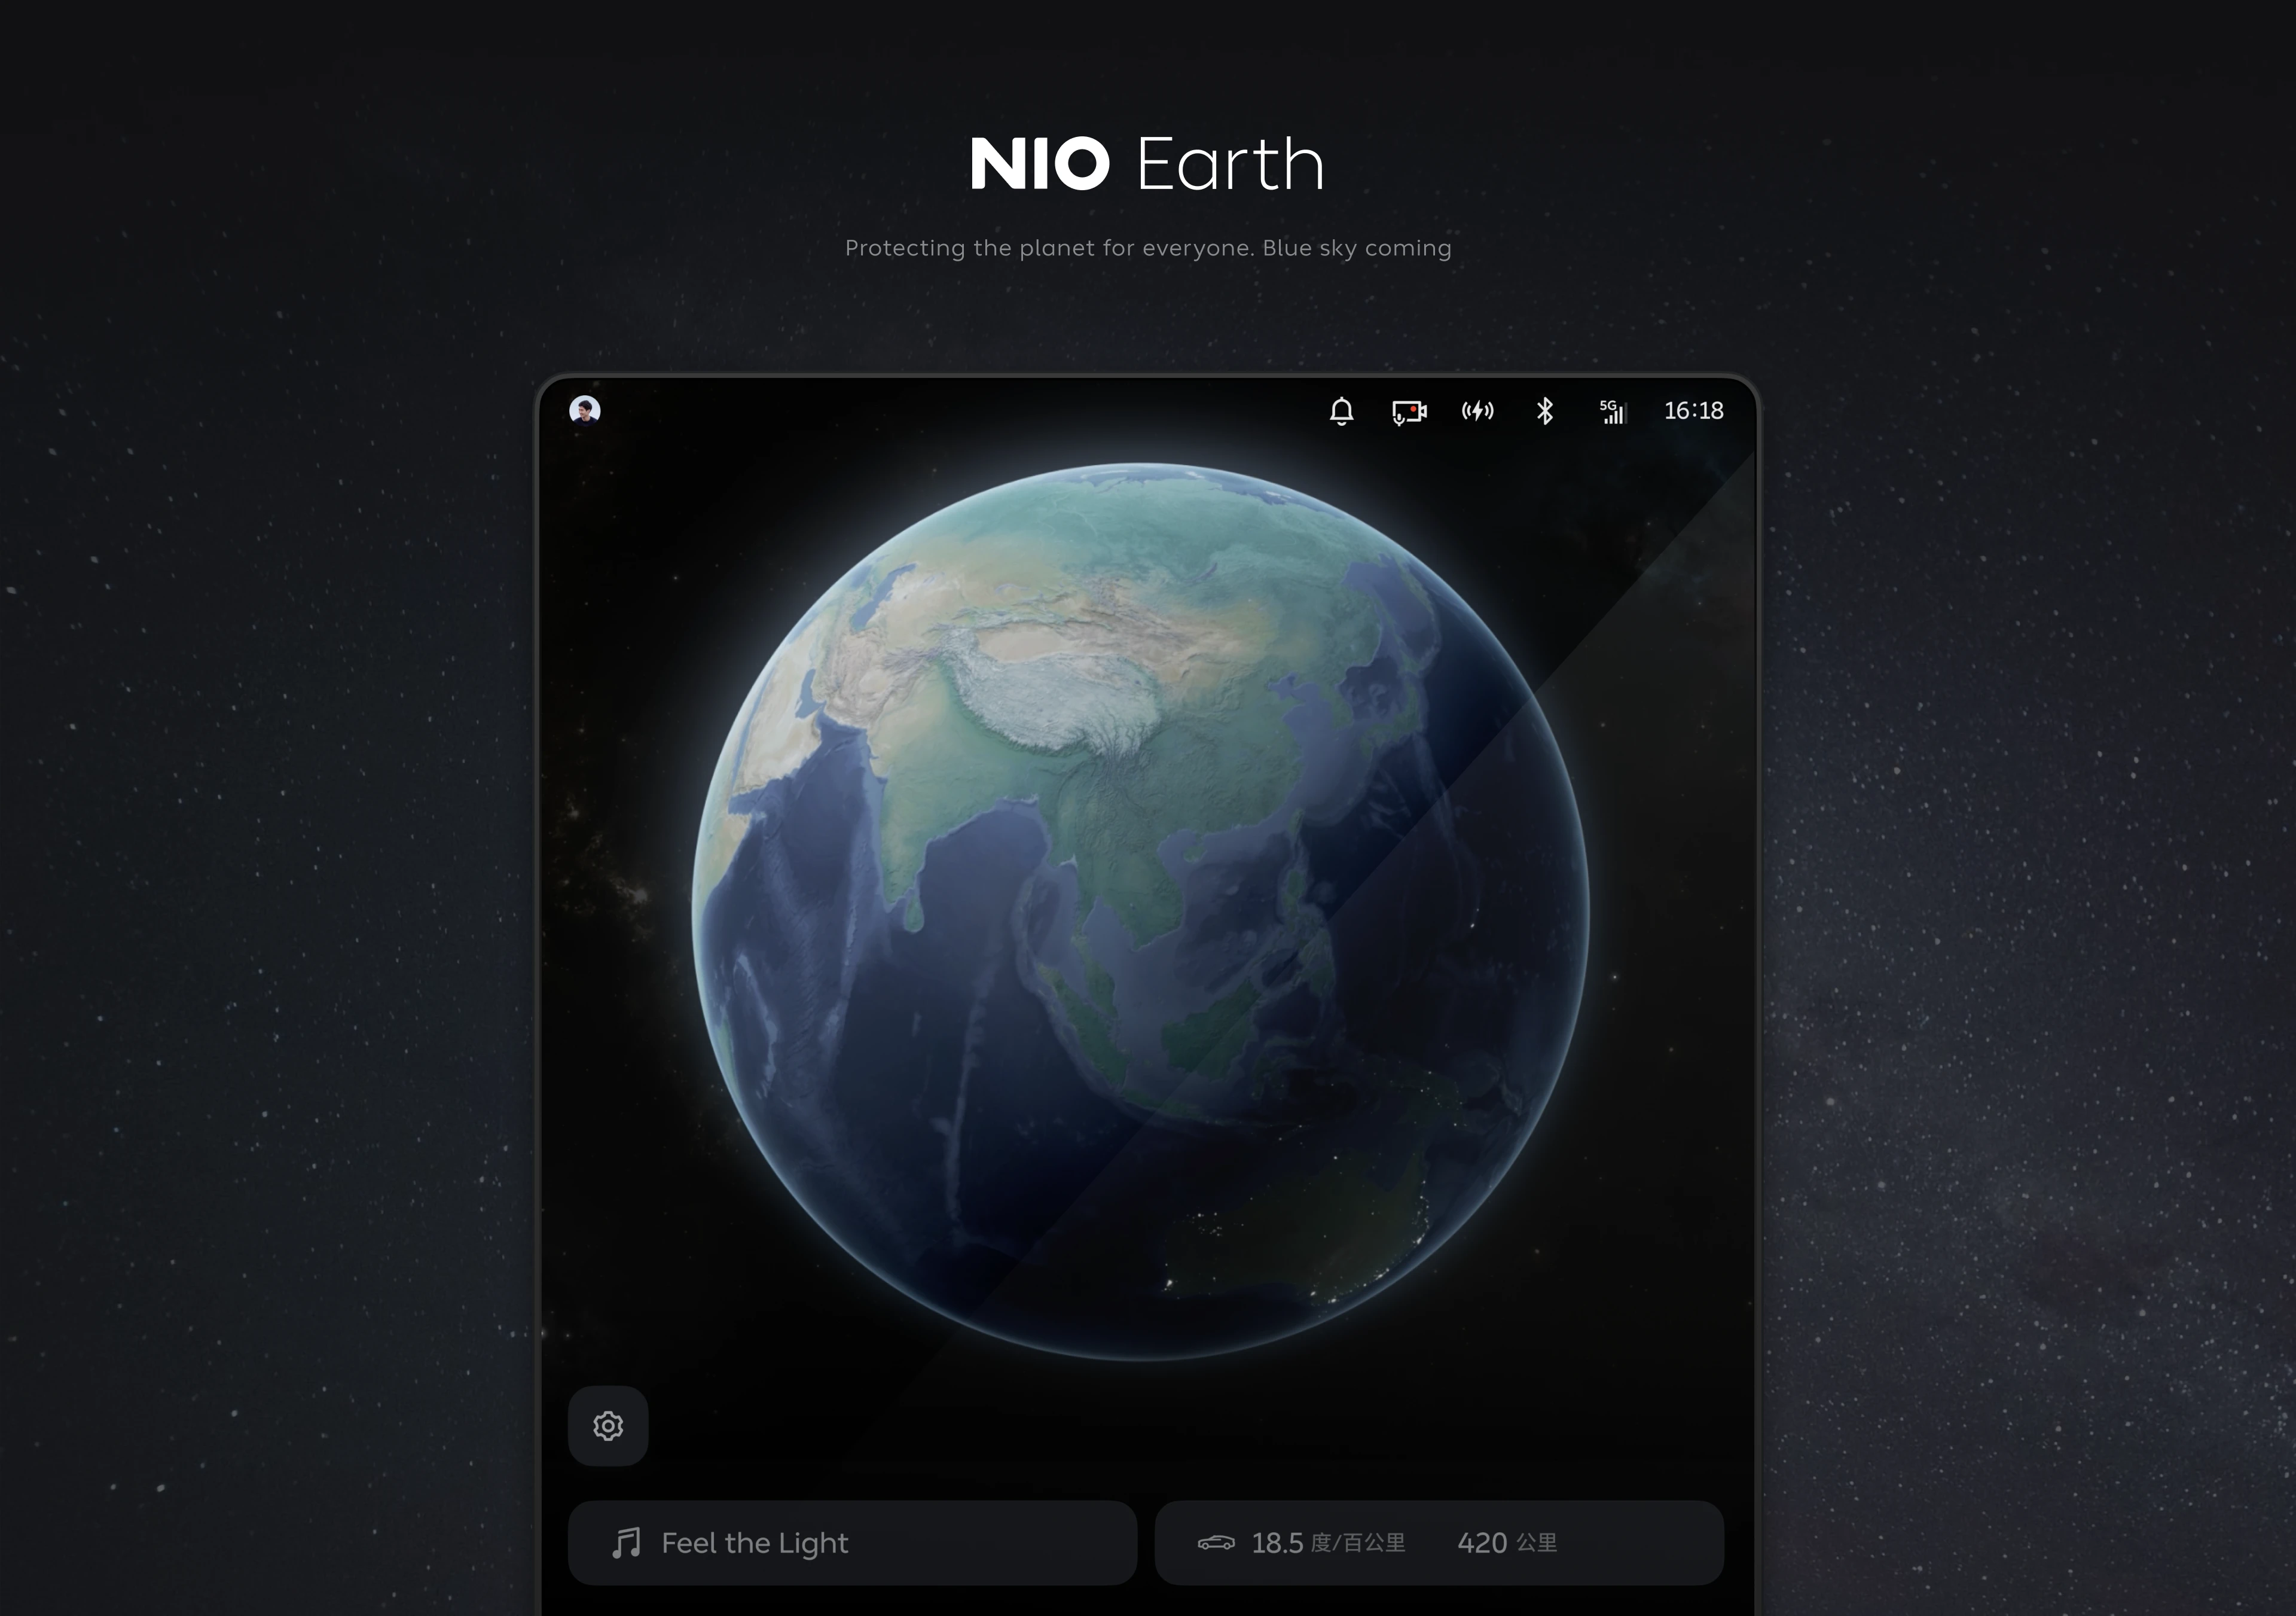 NIO Earth
Protecting the planet for everyone. Blue sky coming
5G 16:18
Feel the Light
18.5 度/百公里 420 公里